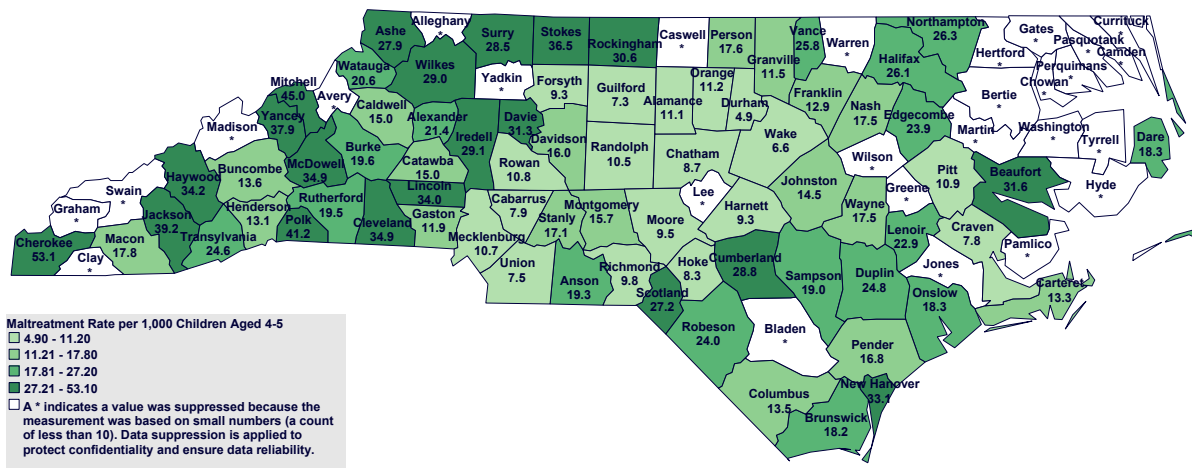 Alleghany
*
Ashe
27.9
Surry
28.5
Stokes
36.5
Rockingham
30.6
Caswell
*
Person
17.6
Vance
25.8
Warren
*
Northampton
26.3
Gates
*
Currituck
*
Pasquotank
*
Camden
*
Hertford
*
Perquimans
*
Chowan
*
Watauga
20.6
Wilkes
29.0
Yadkin
*
Forsyth
9.3
Guilford
7.3
Alamance
11.1
Orange
11.2
Durham
4.9
Granville
11.5
Franklin
12.9
Halifax
26.1
Nash
17.5
Edgecombe
23.9
Bertie
*
Martin
*
Washington
*
Tyrrell
*
Dare
18.3
Mitchell
45.0
Avery
*
Caldwell
15.0
Alexander
21.4
Iredell
29.1
Davie
31.3
Davidson
16.0
Randolph
10.5
Chatham
8.7
Wake
6.6
Wilson
*
Pitt
10.9
Beaufort
31.6
Hyde
*
Madison
*
Yancey
37.9
Burke
19.6
Catawba
15.0
Rowan
10.8
Lee
*
Johnston
14.5
Greene
*
Haywood
34.2
Buncombe
13.6
McDowell
34.9
Lincoln
34.0
Cabarrus
7.9
Montgomery
15.7
Moore
9.5
Harnett
9.3
Wayne
17.5
Lenoir
22.9
Craven
7.8
Pamlico
*
Swain
*
Graham
*
Jackson
39.2
Henderson
13.1
Rutherford
19.5
Polk
41.2
Cleveland
34.9
Gaston
11.9
Stanly
17.1
Mecklenburg
10.7
Cherokee
53.1
Clay
*
Macon
17.8
Transylvania
24.6
Union
7.5
Anson
19.3
Richmond
9.8
Hoke
8.3
Scotland
27.2
Cumberland
28.8
Sampson
19.0
Duplin
24.8
Jones
*
Onslow
18.3
Carteret
13.3
Robeson
24.0
Bladen
*
Pender
16.8
Columbus
13.5
New Hanover
33.1
Brunswick
18.2
Maltreatment Rate per 1,000 Children Aged 4-5
4.90 - 11.20
11.21 - 17.80
17.81 - 27.20
27.21 - 53.10
A * indicates a value was suppressed because the
measurement was based on small numbers (a count
of less than 10). Data suppression is applied to
protect confidentiality and ensure data reliability.